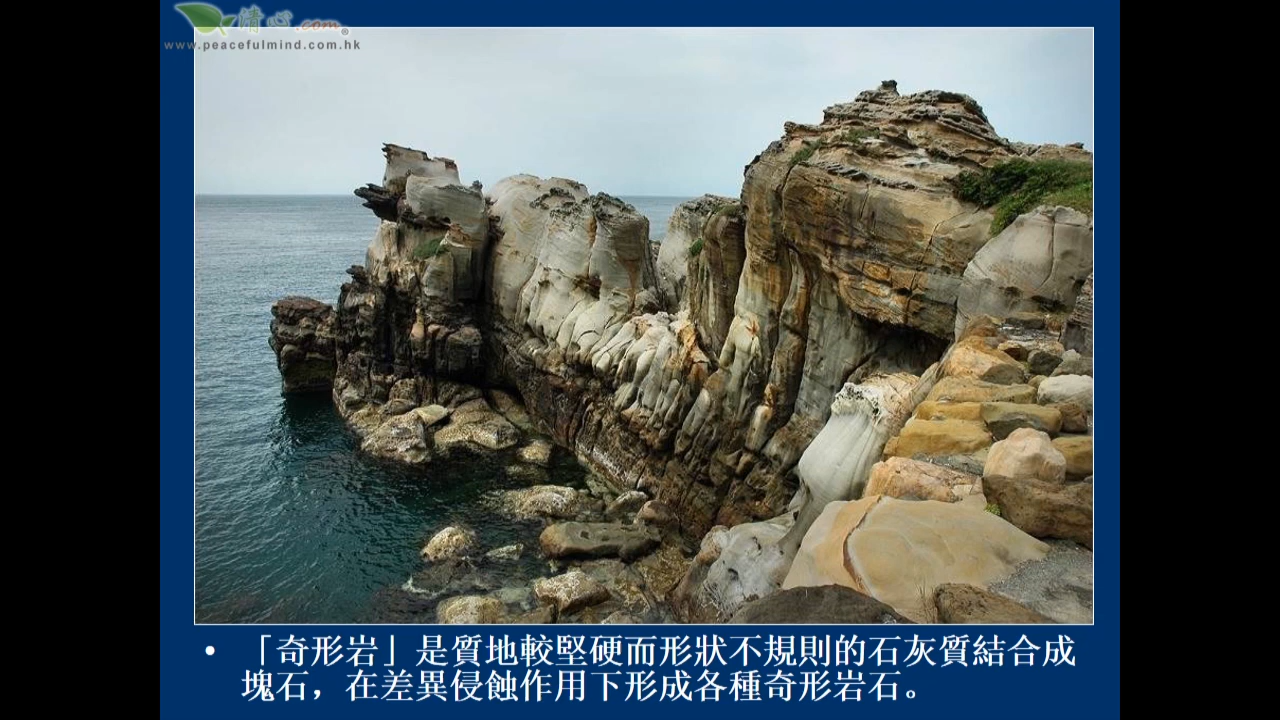 清心.com
www.peacefulmind.com.hk
• 「奇形岩」是質地較堅硬而形狀不規則的石灰質結合成
塊石，在差異侵蝕作用下形成各種奇形岩石。